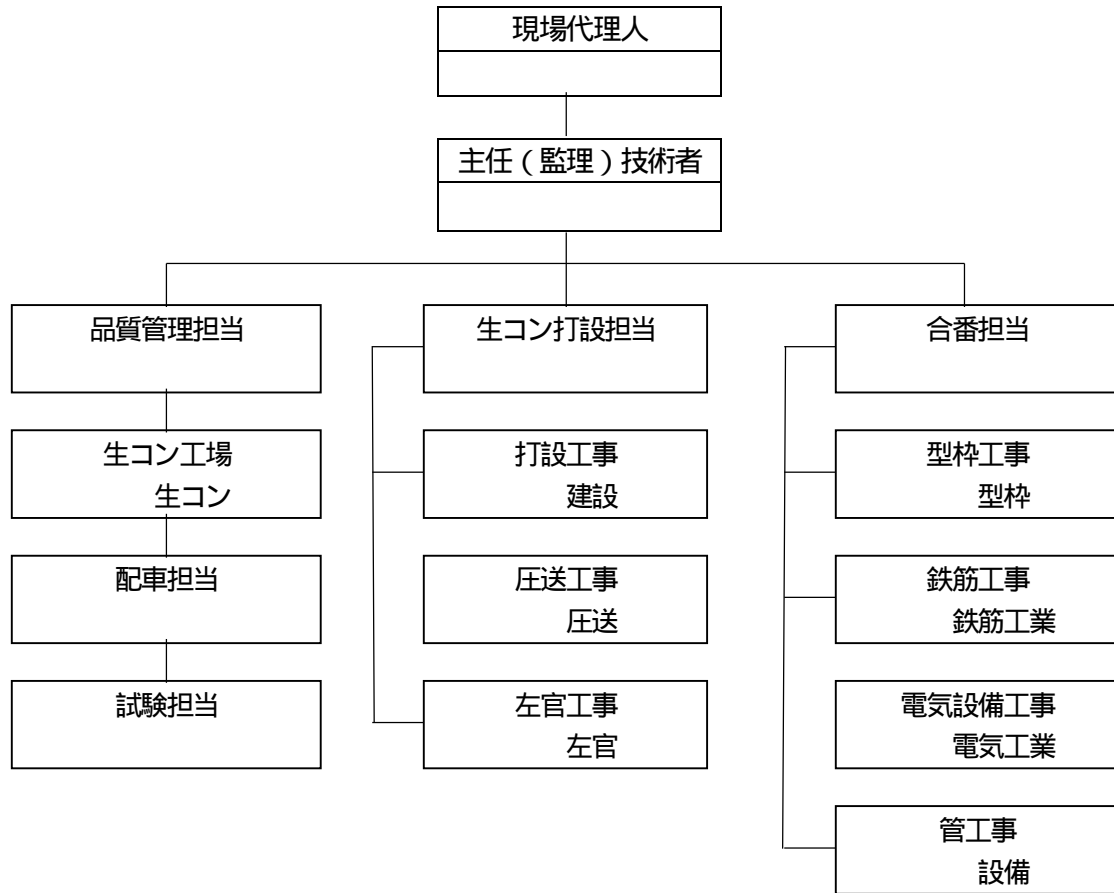 現場代理人
主任（監理）技術者
品質管理担当
生コン工場
生コン
配車担当
試験担当
生コン打設担当
打設工事
建設
圧送工事
圧送
左官工事
左官
合番担当
型枠工事
型枠
鉄筋工事
鉄筋工業
電気設備工事
電気工業
管工事
設備